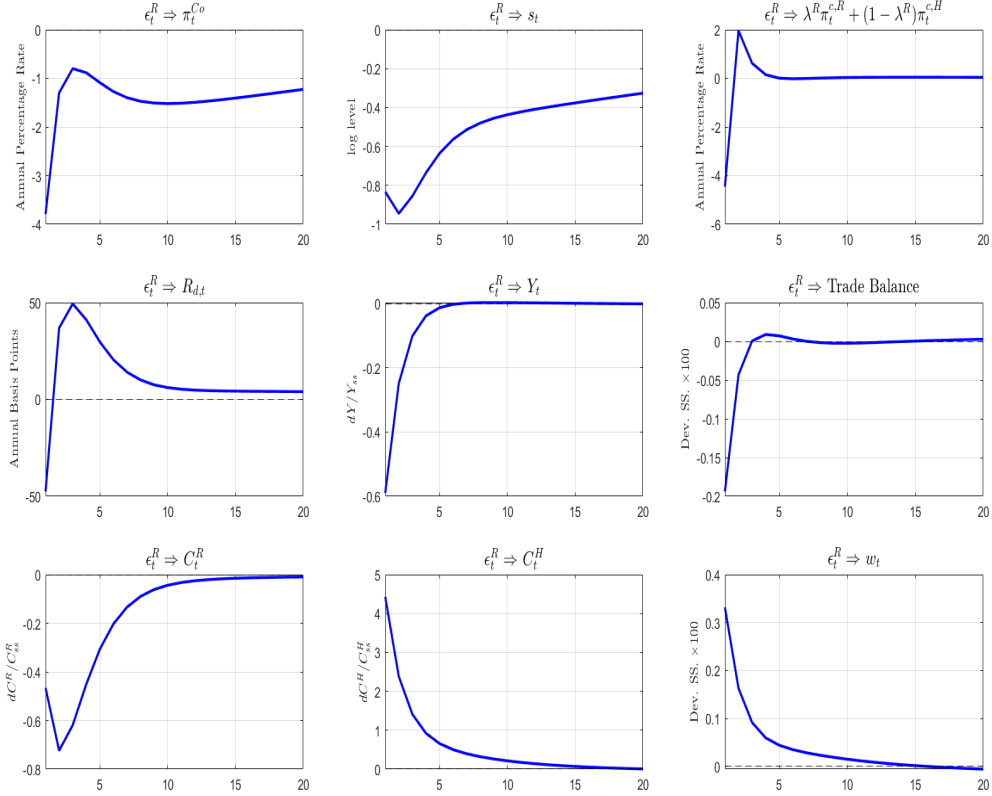 ϵ_t^R ⇒ π_t^{Co}
Annual Percentage Rate
0
-1
-2
-3
-4
5 10 15 20
ϵ_t^R ⇒ s_t
log level
0
-0.2
-0.4
-0.6
-0.8
-1
5 10 15 20
ϵ_t^R ⇒ λ^R π_t^{c,R} + (1 − λ^R)π_t^{c,H}
Annual Percentage Rate
2
0
-2
-4
-6
5 10 15 20
ϵ_t^R ⇒ R_{d,t}
Annual Basis Points
50
0
-50
5 10 15 20
ϵ_t^R ⇒ Y_t
dY/Y_{ss}
0
-0.2
-0.4
-0.6
5 10 15 20
ϵ_t^R ⇒ Trade Balance
Dev. SS. ×100
0.05
0
-0.05
-0.1
-0.15
-0.2
5 10 15 20
ϵ_t^R ⇒ C_t^R
dC^R/C_{ss}^R
0
-0.2
-0.4
-0.6
-0.8
5 10 15 20
ϵ_t^R ⇒ C_t^H
dC^H/C_{ss}^H
5
4
3
2
1
0
5 10 15 20
ϵ_t^R ⇒ w_t
Dev. SS. ×100
0.4
0.3
0.2
0.1
0
5 10 15 20